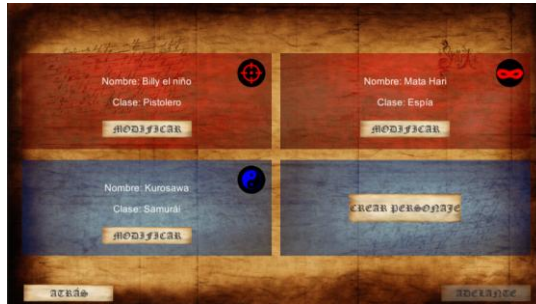 Nombre: Billy el niño
Clase: Pistolero
MODIFICAR
Nombre: Mata Hari
Clase: Espía
MODIFICAR
Nombre: Kurosawa
Clase: Samurái
MODIFICAR
CREAR PERSONAJE
ATRÁS
ADELANTE